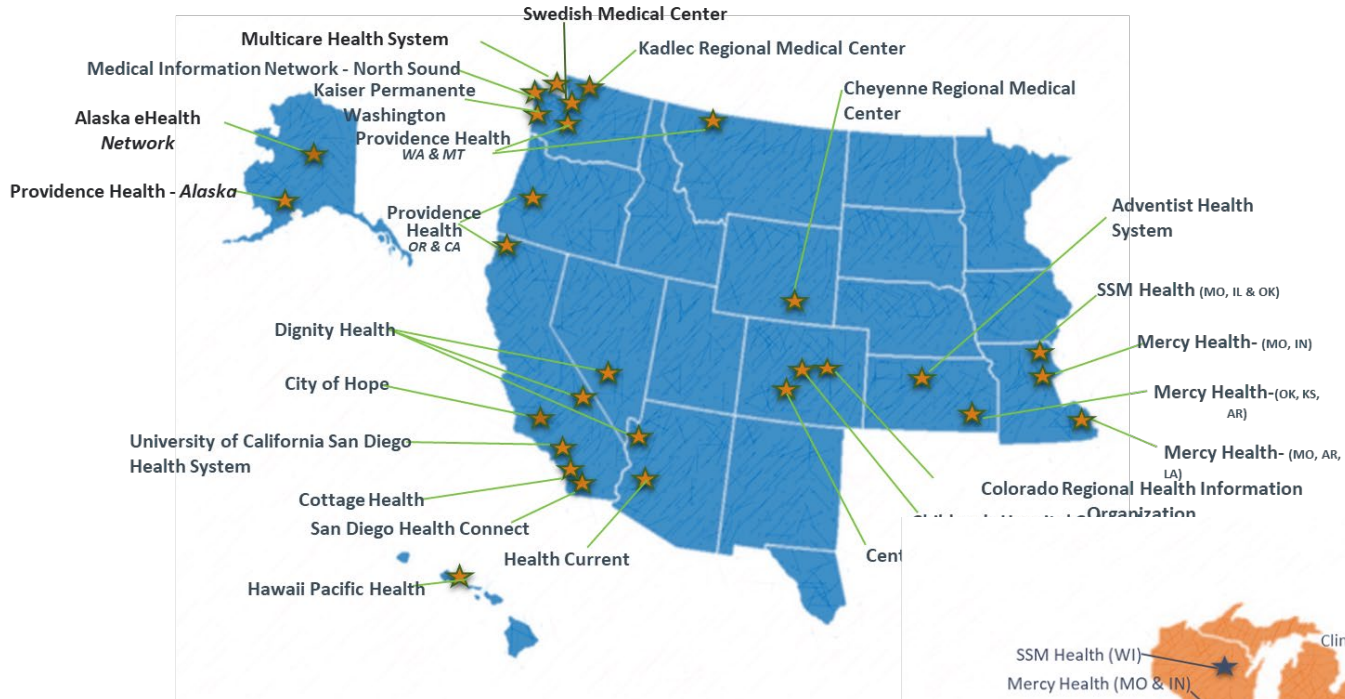 Swedish Medical Center
Multicare Health System
Kadlec Regional Medical Center
Medical Information Network - North Sound
Kaiser Permanente
Washington
Cheyenne Regional Medical
Center
Alaska eHealth
Network
Providence Health
WA & MT
Providence Health - Alaska
Providence
Health
OR & CA
Adventist Health
System
SSM Health (MO, IL & OK)
Dignity Health
Mercy Health- (MO, IN)
City of Hope
Mercy Health-(OK, KS,
AR)
University of California San Diego
Health System
Mercy Health- (MO, AR,
LA)
Cottage Health
Colorado Regional Health Information
Organization
San Diego Health Connect
Health Current
Cent
Hawaii Pacific Health
Clin
SSM Health (WI)
Mercy Health (MO & IN)